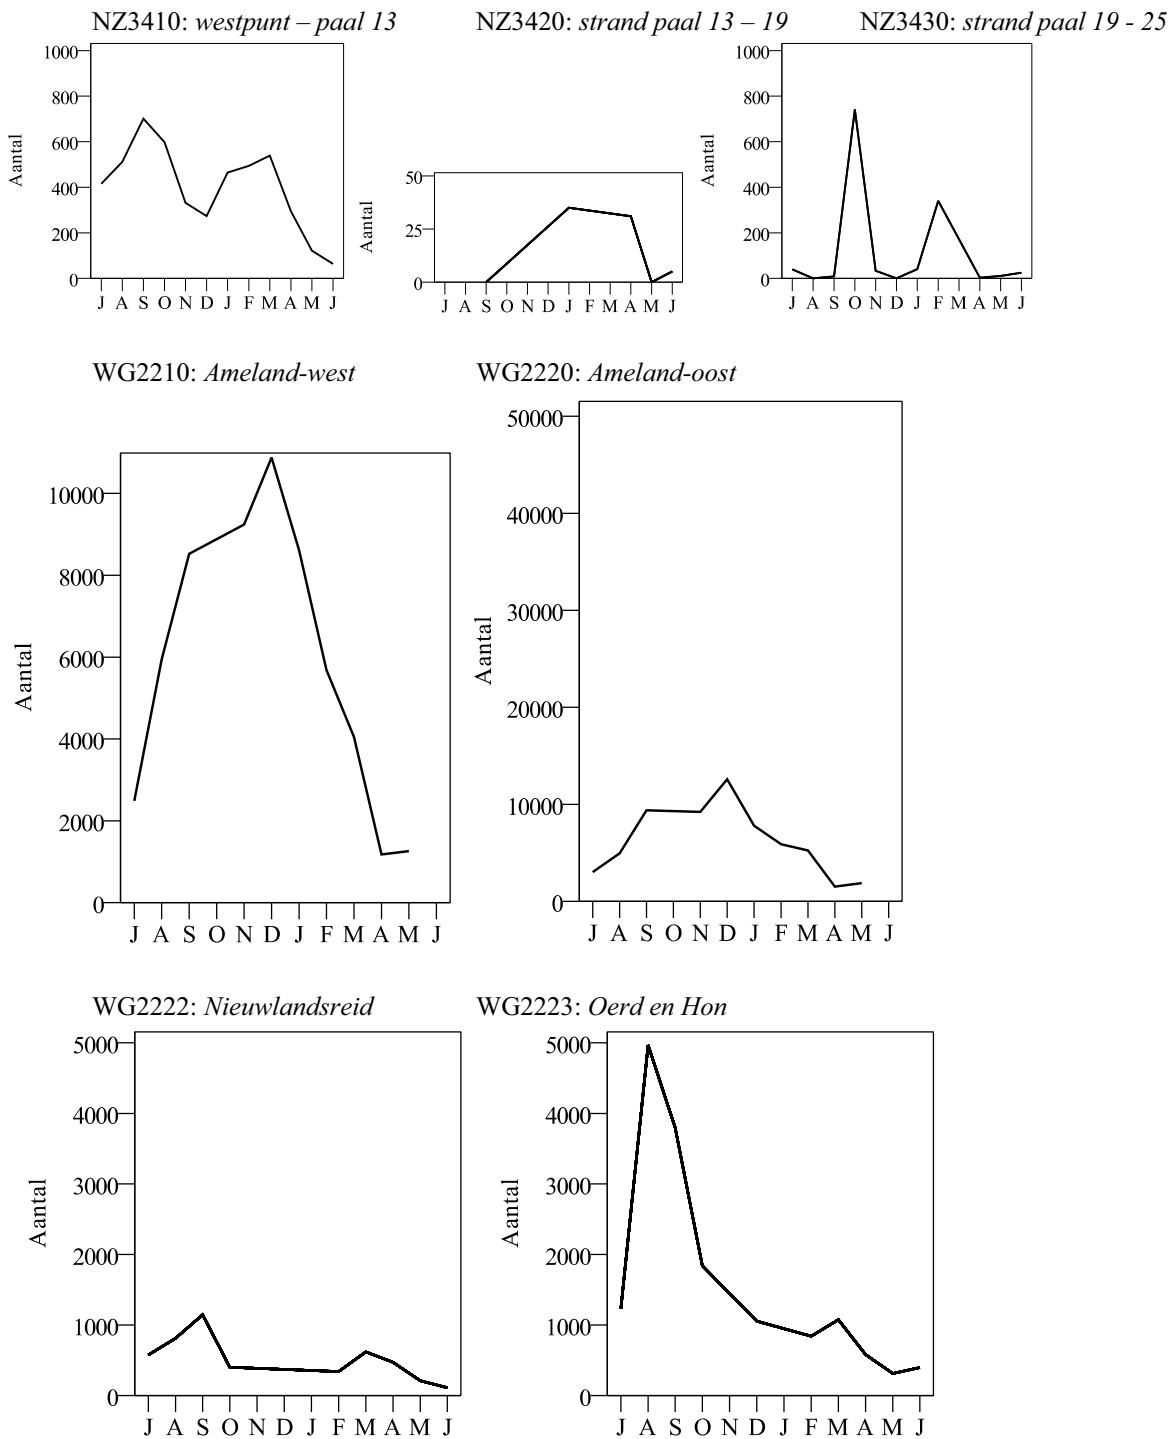 NZ3410: westpunt – paal 13 NZ3420: strand paal 13 – 19 NZ3430: strand paal 19 - 25
1000
800
600
400
200
0
Aantal
J A S O N D J F M A M J
50
25
0
Aantal
J A S O N D J F M A M J
1000
800
600
400
200
0
Aantal
J A S O N D J F M A M J
WG2210: Ameland-west WG2220: Ameland-oost
10000
8000
6000
4000
2000
0
Aantal
J A S O N D J F M A M J
50000
40000
30000
20000
10000
0
Aantal
J A S O N D J F M A M J
WG2222: Nieuwlandsreid WG2223: Oerd en Hon
5000
4000
3000
2000
1000
0
Aantal
J A S O N D J F M A M J
5000
4000
3000
2000
1000
0
Aantal
J A S O N D J F M A M J